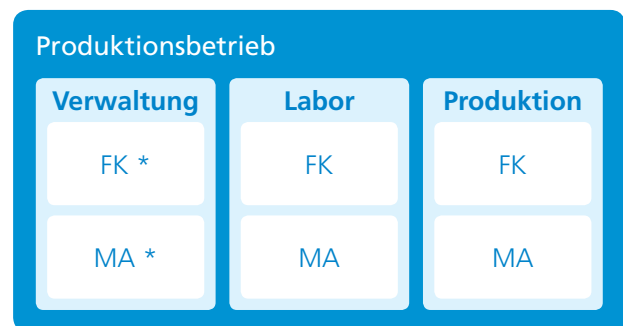 Produktionsbetrieb
Verwaltung
Labor
Produktion
FK *
FK
FK
MA *
MA
MA